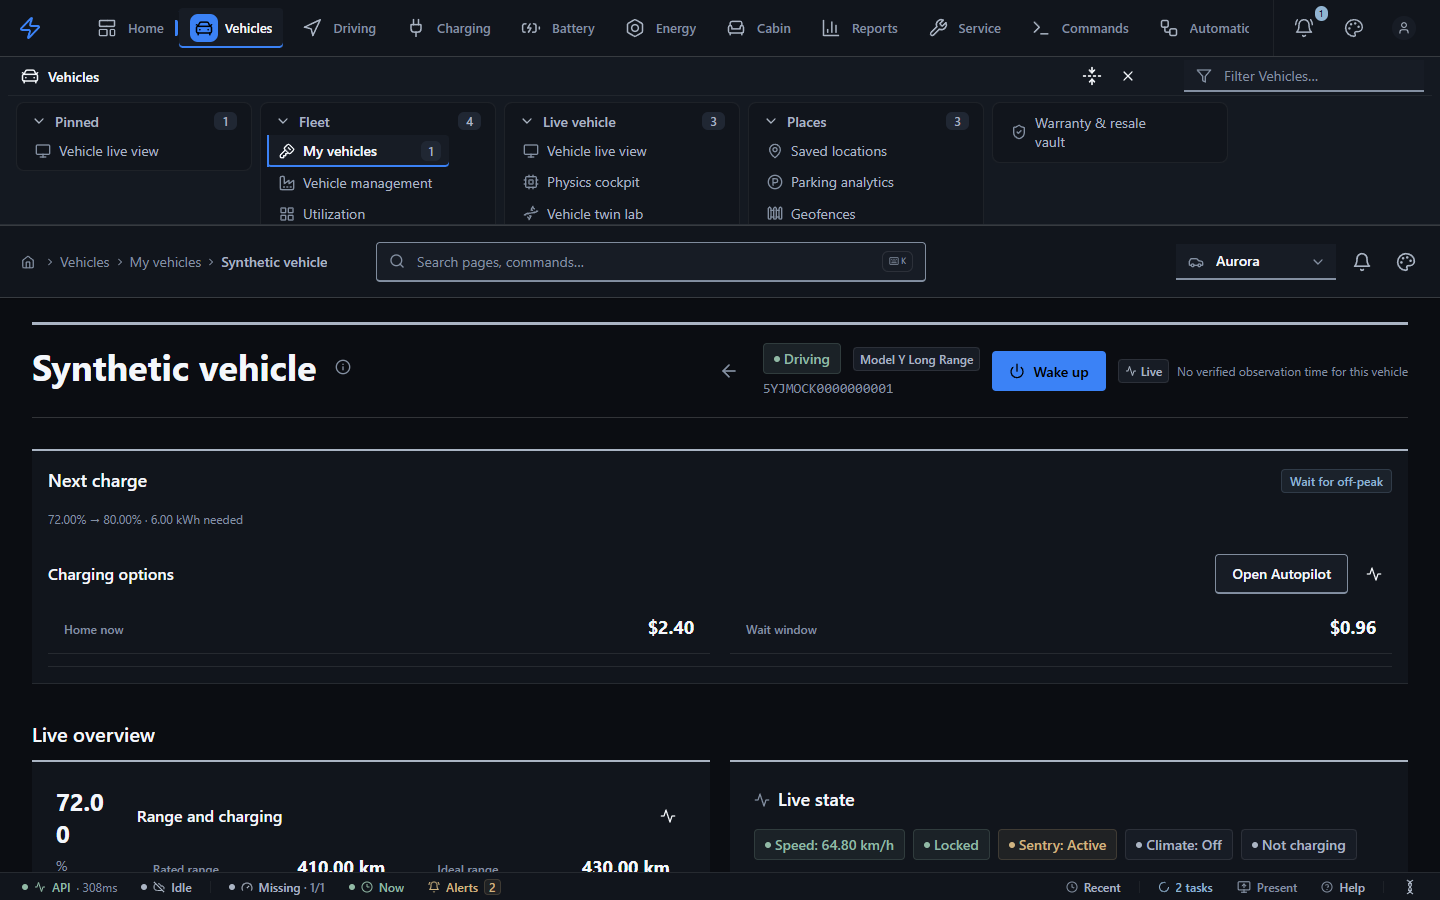 Home
Vehicles
Driving
Charging
Battery
Energy
Cabin
Reports
Service
Commands
Automatic
1
Vehicles
Filter Vehicles...
Pinned 1
Vehicle live view
Fleet 4
My vehicles 1
Vehicle management
Utilization
Live vehicle 3
Vehicle live view
Physics cockpit
Vehicle twin lab
Places 3
Saved locations
Parking analytics
Geofences
Warranty & resale
vault
Vehicles > My vehicles > Synthetic vehicle
Search pages, commands... K
Aurora
Synthetic vehicle
Driving
Model Y Long Range
5YJMOCK0000000001
Wake up
Live
No verified observation time for this vehicle
Next charge
Wait for off-peak
72.00% → 80.00% · 6.00 kWh needed
Charging options
Open Autopilot
Home now $2.40
Wait window $0.96
Live overview
72.0
0
%
Range and charging
Rated range 410.00 km
Ideal range 430.00 km
Live state
Speed: 64.80 km/h
Locked
Sentry: Active
Climate: Off
Not charging
API · 308ms
Idle
Missing · 1/1
Now
Alerts 2
Recent
2 tasks
Present
Help